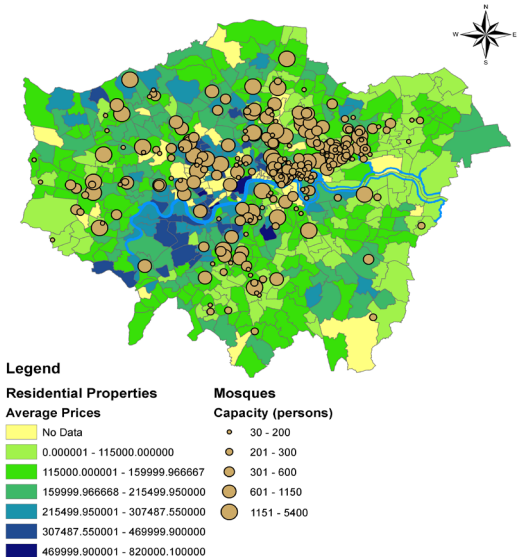 N
W E
S
Legend
Residential Properties
Average Prices
No Data
0.000001 - 115000.000000
115000.000001 - 159999.966667
159999.966668 - 215499.950000
215499.950001 - 307487.550000
307487.550001 - 469999.900000
469999.900001 - 820000.100000
Mosques
Capacity (persons)
30 - 200
201 - 300
301 - 600
601 - 1150
1151 - 5400